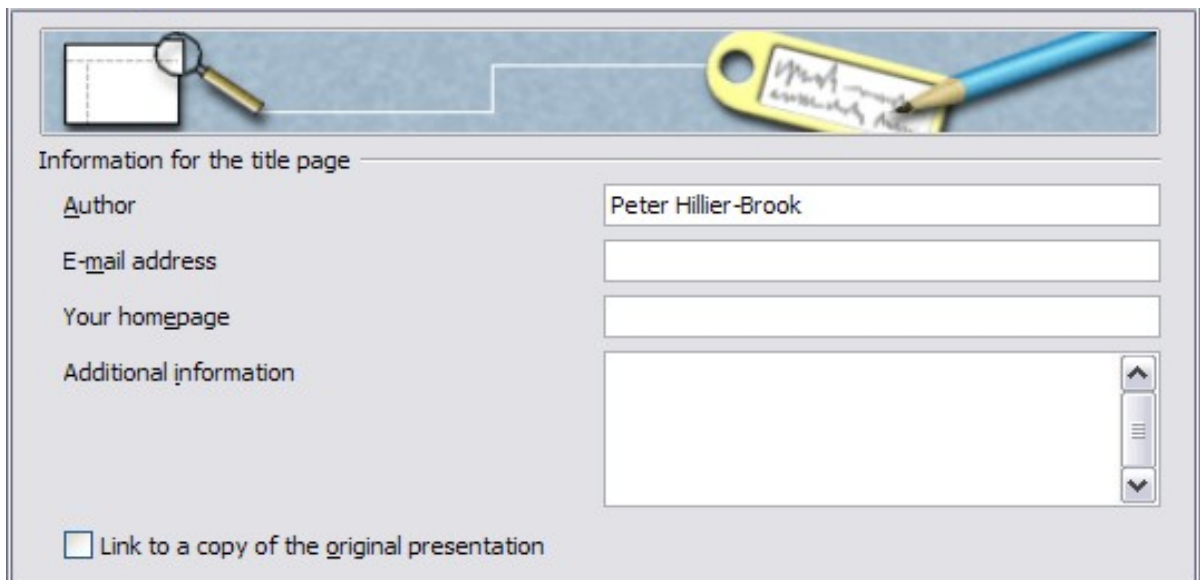 Information for the title page
Author
Peter Hillier-Brook
E-mail address
Your homepage
Additional information
Link to a copy of the original presentation